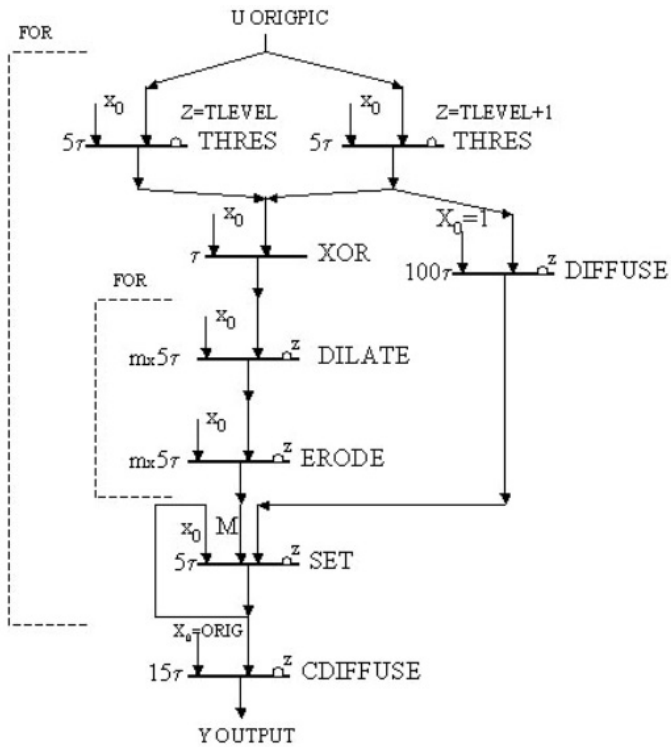 U ORIGPIC
FOR
X0 Z=TLEVEL
5τ THRES
X0 Z=TLEVEL+1
5τ THRES
X0
τ XOR
X0=1
100τ z DIFFUSE
FOR
X0
mx5τ z DILATE
X0
mx5τ z ERODE
X0 M
5τ z SET
X0=ORIG
15τ z CDIFFUSE
Y OUTPUT